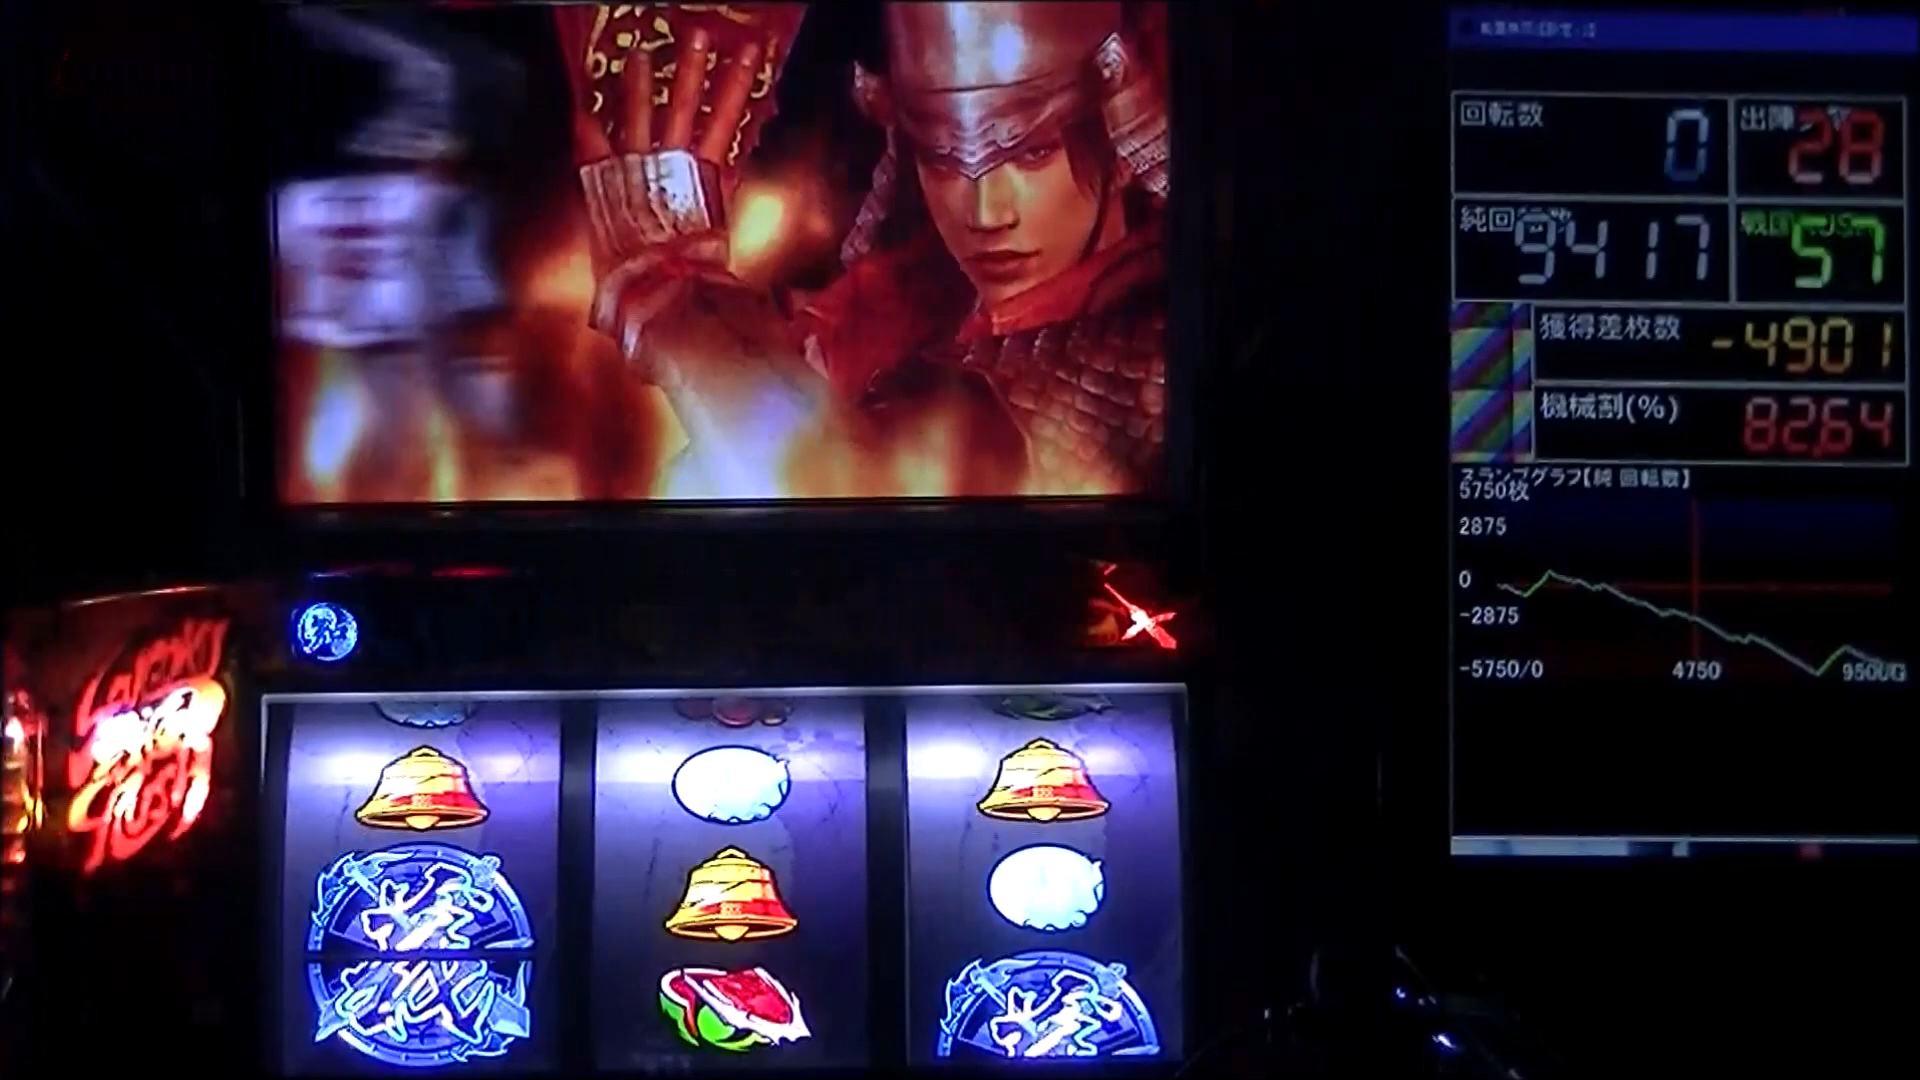 回転数
0
出陣
28
純回
9417
戦国
57
獲得差枚数
-4901
機械割(%)
82.64
スランプグラフ【純回転数】
5750枚
2875
0
-2875
-5750/0
4750
9500G